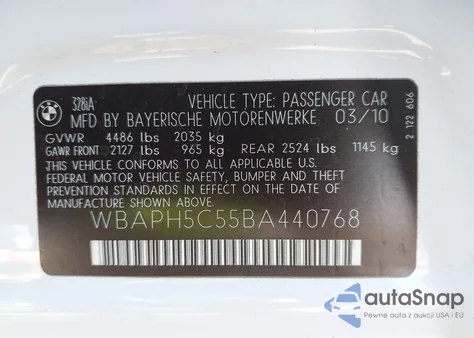 BMW
328iA VEHICLE TYPE: PASSENGER CAR
MFD BY BAYERISCHE MOTORENWERKE 03/10
GVWR 4486 lbs 2035 kg
GAWR FRONT 2127 lbs 965 kg REAR 2524 lbs 1145 kg
THIS VEHICLE CONFORMS TO ALL APPLICABLE U.S.
FEDERAL MOTOR VEHICLE SAFETY, BUMPER AND THEFT
PREVENTION STANDARDS IN EFFECT ON THE DATE OF
MANUFACTURE SHOWN ABOVE.
WBAPH5C55BA440768
2 122 606
autaSnap
Pewne auta z aukcji USA i EU